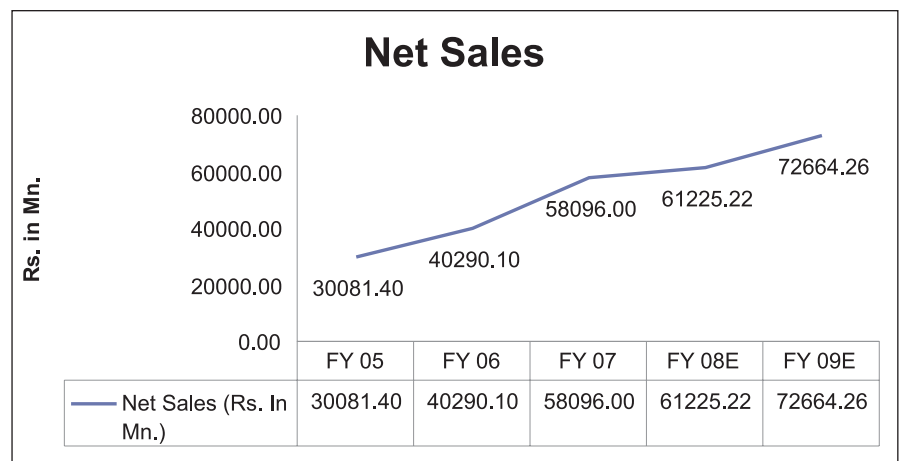 Net Sales
Rs. in Mn.
80000.00
60000.00
40000.00
20000.00
0.00
30081.40
40290.10
58096.00
61225.22
72664.26
FY 05 FY 06 FY 07 FY 08E FY 09E
Net Sales (Rs. In 30081.40 40290.10 58096.00 61225.22 72664.26
Mn.)